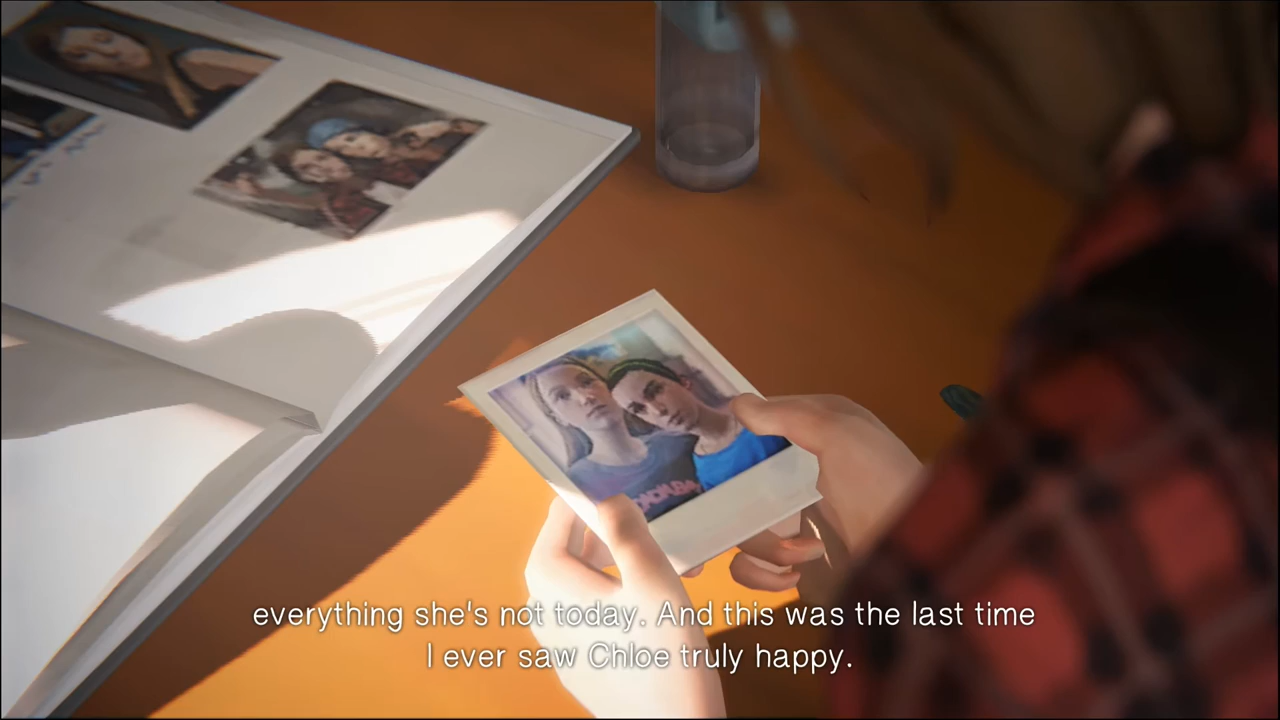 everything she's not today. And this was the last time
I ever saw Chloe truly happy.